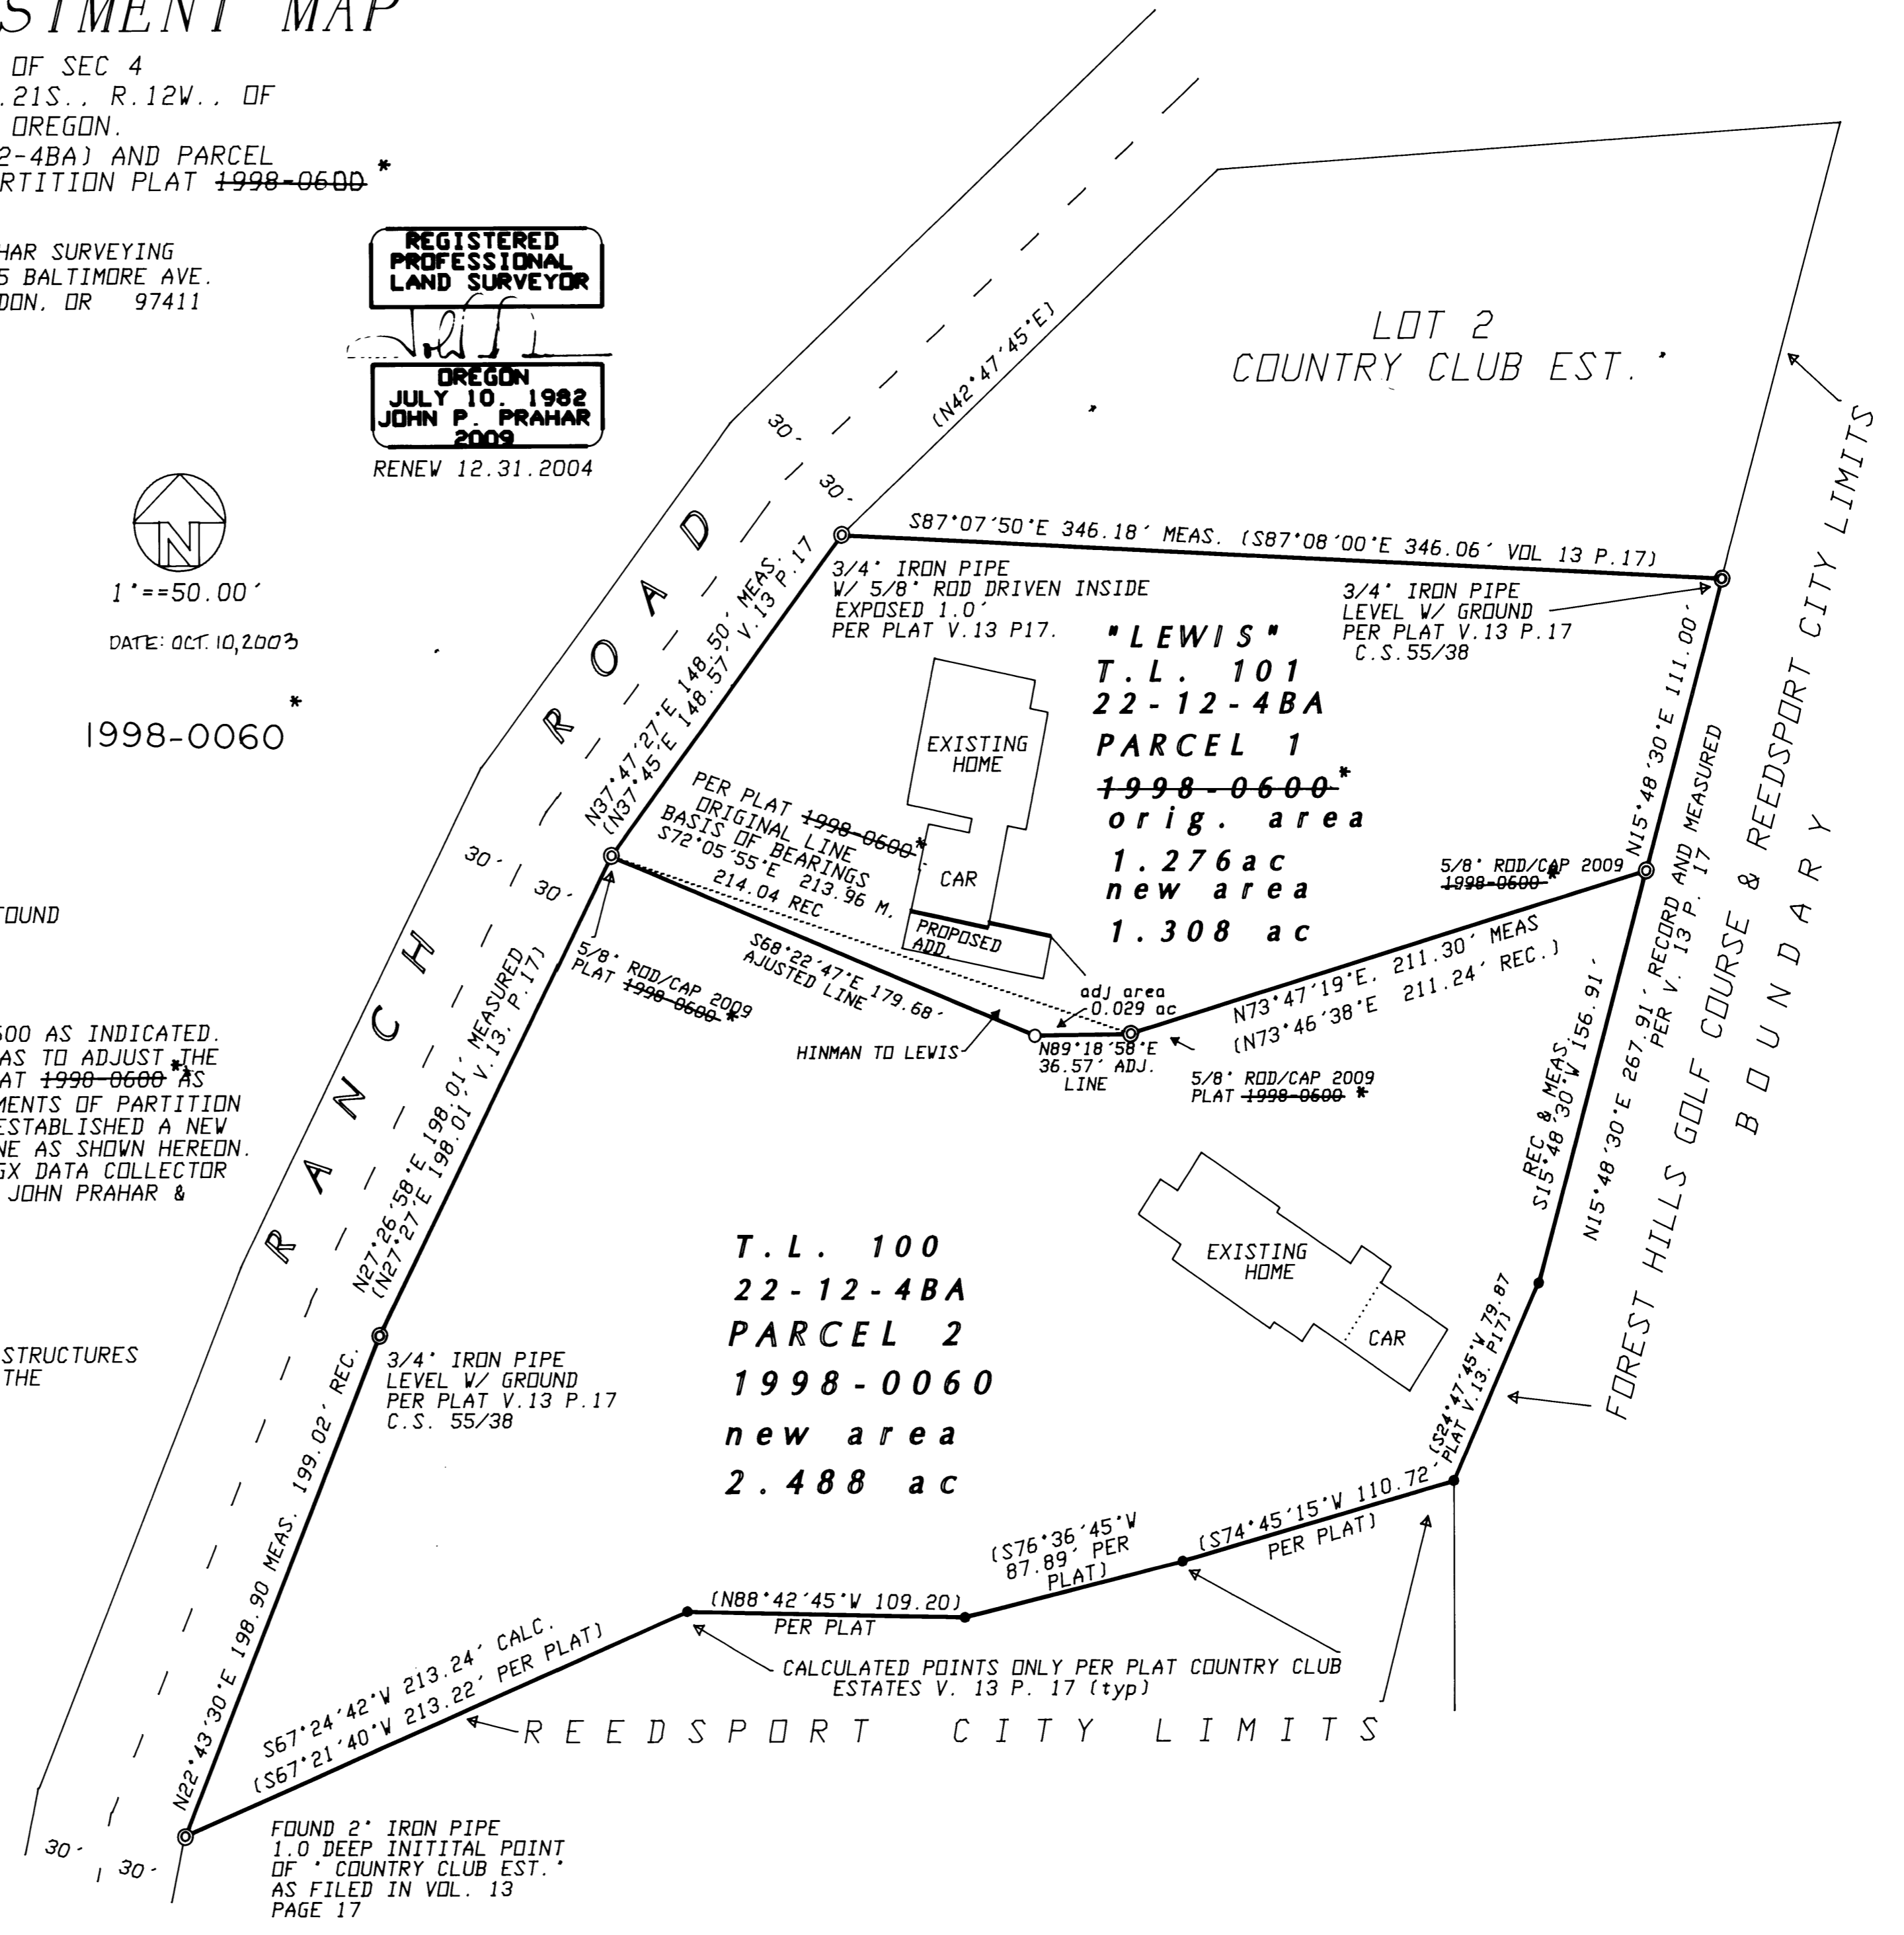 STMENT MAP
OF SEC 4
.21S., R.12W., OF
OREGON.
2-4BA) AND PARCEL
RTITION PLAT 1998-0600 *
HAR SURVEYING
5 BALTIMORE AVE.
DON, OR 97411
REGISTERED
PROFESSIONAL
LAND SURVEYOR
OREGON
JULY 10. 1982
JOHN P. PRAHAR
2009
RENEW 12.31.2004
N
1"==50.00'
DATE: OCT. 10, 2003
1998-0060 *
FOUND
600 AS INDICATED.
AS TO ADJUST THE
AT 1998-0600 * AS
MENTS OF PARTITION
ESTABLISHED A NEW
NE AS SHOWN HEREON.
GX DATA COLLECTOR
JOHN PRAHAR &
STRUCTURES
THE
RANCH ROAD
30'
30'
30'
30'
30'
30'
(N42°47'45"E)
LOT 2
COUNTRY CLUB EST."
S87°07'50"E 346.18' MEAS. (S87°08'00"E 346.06' VOL 13 P.17)
3/4" IRON PIPE
W/ 5/8" ROD DRIVEN INSIDE
EXPOSED 1.0'
PER PLAT V.13 P17.
3/4" IRON PIPE
LEVEL W/ GROUND
PER PLAT V.13 P.17
C.S.55/38
"LEWIS"
T.L. 101
22-12-4BA
PARCEL 1
1998-0600 *
orig. area
1.276ac
new area
1.308 ac
N37°47'27"E 148.50' MEAS.
(N37°45'E 148.57' V.13 P.17
EXISTING
HOME
CAR
PROPOSED
ADD.
PER PLAT 1998-0600 *
ORIGINAL LINE
BASIS OF BEARINGS
S72°05'55"E 213.96 M.
214.04 REC
S68°22'47"E 179.68'
AJUSTED LINE
5/8" ROD/CAP 2009
PLAT 1998-0600 *
HINMAN TO LEWIS
adj area
0.029 ac
N89°18'58"E
36.57' ADJ.
LINE
N73°47'19"E, 211.30' MEAS
(N73°46'38"E 211.24' REC.)
5/8" ROD/CAP 2009
1998-0600 *
5/8" ROD/CAP 2009
PLAT 1998-0600 *
N15°48'30"E 111.00'
REC & MEAS.
S15°48'30"W 156.91'
N15°48'30"E 267.91' RECORD AND MEASURED
PER V. 13 P. 17
FOREST HILLS GOLF COURSE & REEDSPORT CITY LIMITS
BOUNDARY
N27°26'58"E 198.01' MEASURED
(N27°27'E 198.01', V.13, P.17)
3/4" IRON PIPE
LEVEL W/ GROUND
PER PLAT V.13 P.17
C.S. 55/38
T.L. 100
22-12-4BA
PARCEL 2
1998-0060
new area
2.488 ac
EXISTING
HOME
CAR
(S24°47'45"W 79.87
PLAT V.13. P17)
(S74°45'15"W 110.72'
PER PLAT)
(S76°36'45"W
87.89' PER
PLAT)
(N88°42'45"W 109.20)
PER PLAT
S67°24'42"W 213.24' CALC.
(S67°21'40"W 213.22' PER PLAT)
N22°43'30"E 198.90 MEAS. 199.02' REC.
CALCULATED POINTS ONLY PER PLAT COUNTRY CLUB
ESTATES V. 13 P. 17 (typ)
REEDSPORT CITY LIMITS
FOUND 2" IRON PIPE
1.0 DEEP INITITAL POINT
OF " COUNTRY CLUB EST."
AS FILED IN VOL. 13
PAGE 17